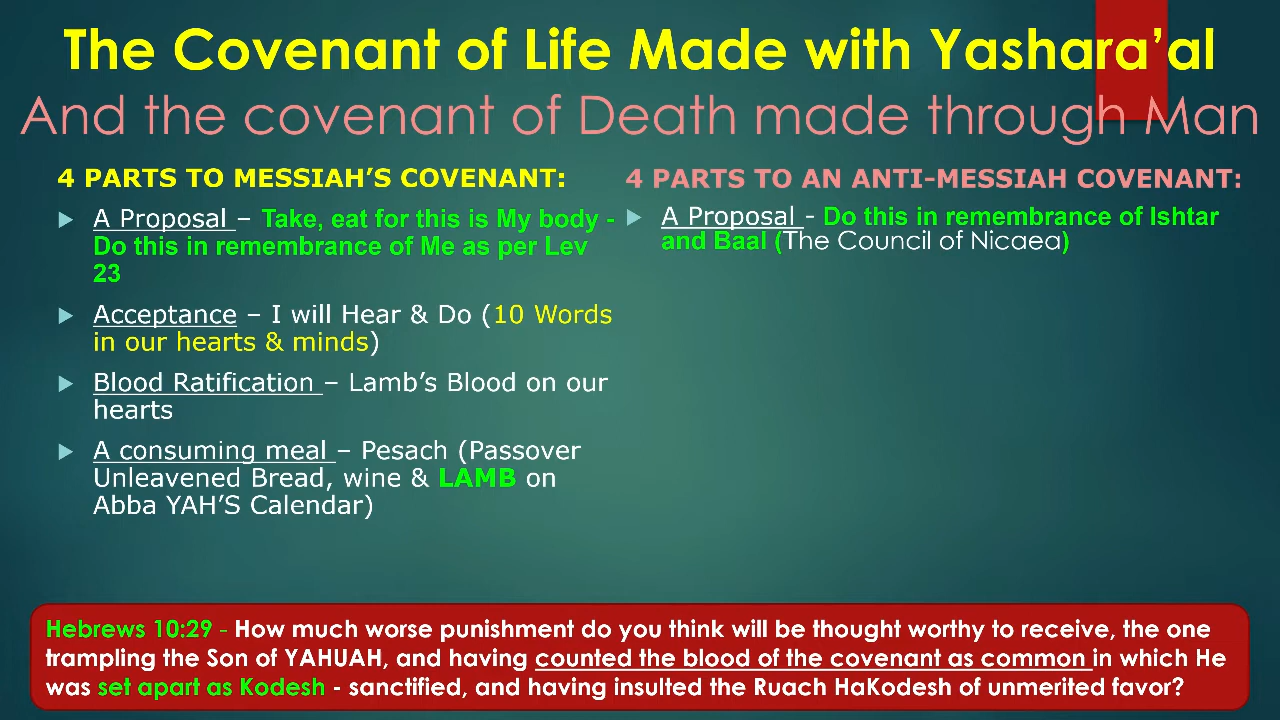 The Covenant of Life Made with Yashara'al
And the covenant of Death made through Man
4 PARTS TO MESSIAH'S COVENANT:
A Proposal – Take, eat for this is My body -
Do this in remembrance of Me as per Lev
23
Acceptance – I will Hear & Do (10 Words
in our hearts & minds)
Blood Ratification – Lamb's Blood on our
hearts
A consuming meal – Pesach (Passover
Unleavened Bread, wine & LAMB on
Abba YAH'S Calendar)
4 PARTS TO AN ANTI-MESSIAH COVENANT:
A Proposal - Do this in remembrance of Ishtar
and Baal (The Council of Nicaea)
Hebrews 10:29 - How much worse punishment do you think will be thought worthy to receive, the one
trampling the Son of YAHUAH, and having counted the blood of the covenant as common in which He
was set apart as Kodesh - sanctified, and having insulted the Ruach HaKodesh of unmerited favor?